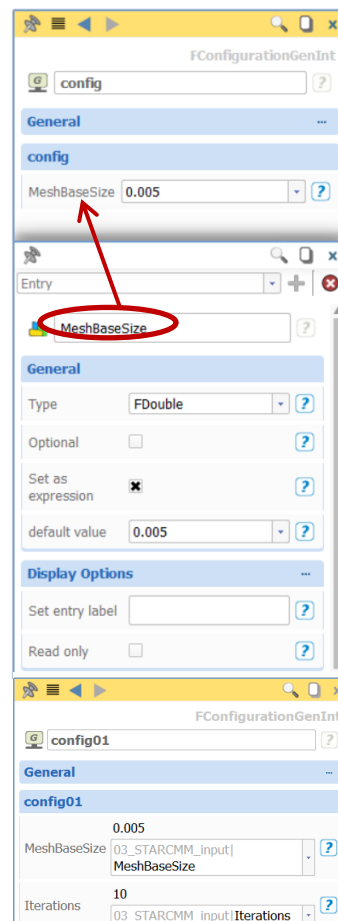 FConfigurationGenInt
G config ?
General ...
config
MeshBaseSize 0.005 ?
Entry
MeshBaseSize ?
General
Type FDouble ?
Optional ?
Set as
expression ?
default value 0.005 ?
Display Options ...
Set entry label ?
Read only ?
FConfigurationGenInt
G config01 ?
General ...
config01
0.005
MeshBaseSize 03_STARCMM_input| ?
MeshBaseSize
10
Iterations 03_STARCMM_input|Iterations ?